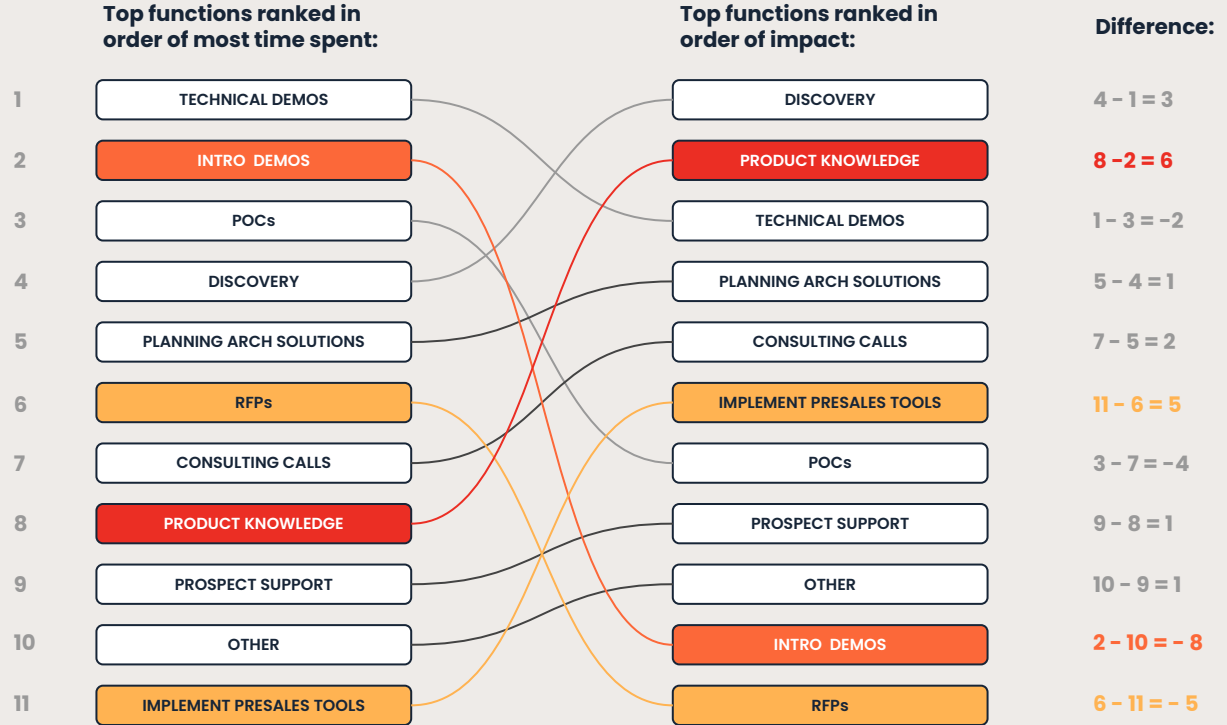 Top functions ranked in
order of most time spent:
Top functions ranked in
order of impact:
Difference:
1
TECHNICAL DEMOS
DISCOVERY
4 - 1 = 3
2
INTRO  DEMOS
PRODUCT KNOWLEDGE
8 -2 = 6
3
POCs
TECHNICAL DEMOS
1 - 3 = -2
4
DISCOVERY
PLANNING ARCH SOLUTIONS
5 - 4 = 1
5
PLANNING ARCH SOLUTIONS
CONSULTING CALLS
7 - 5 = 2
6
RFPs
IMPLEMENT PRESALES TOOLS
11 - 6 = 5
7
CONSULTING CALLS
POCs
3 - 7 = -4
8
PRODUCT KNOWLEDGE
PROSPECT SUPPORT
9 - 8 = 1
9
PROSPECT SUPPORT
OTHER
10 - 9 = 1
10
OTHER
INTRO  DEMOS
2 - 10 = - 8
11
IMPLEMENT PRESALES TOOLS
RFPs
6 - 11 = - 5